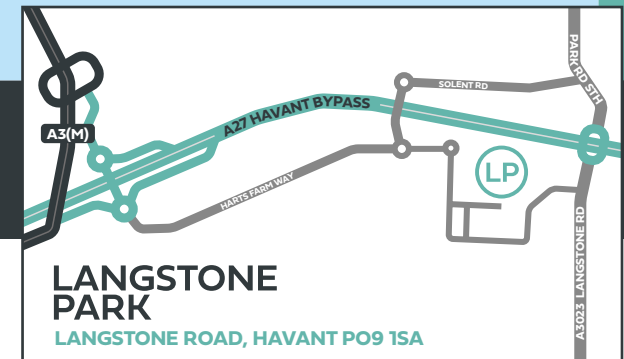 PARK RD STH
SOLENT RD
A27 HAVANT BYPASS
A3(M)
LP
HARTS FARM WAY
A3023 LANGSTONE RD
LANGSTONE
PARK
LANGSTONE ROAD, HAVANT PO9 1SA